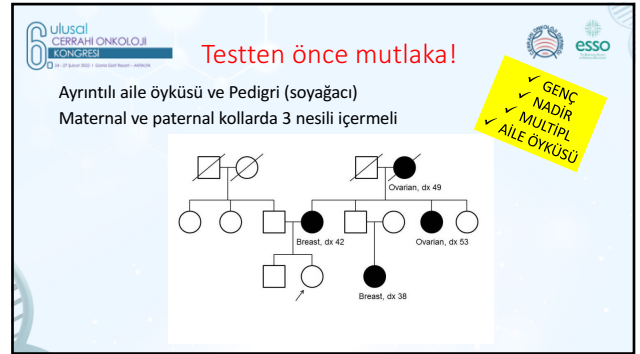 6 ulusal
CERRAHİ ONKOLOJİ
KONGRESİ
Testten önce mutlaka!
esso
Ayrıntılı aile öyküsü ve Pedigri (soyağacı)
Maternal ve paternal kollarda 3 nesili içermeli
✓ GENÇ
✓ NADİR
✓ MULTİPL
✓ AİLE ÖYKÜSÜ
Ovarian, dx 49
Breast, dx 42
Ovarian, dx 53
Breast, dx 38